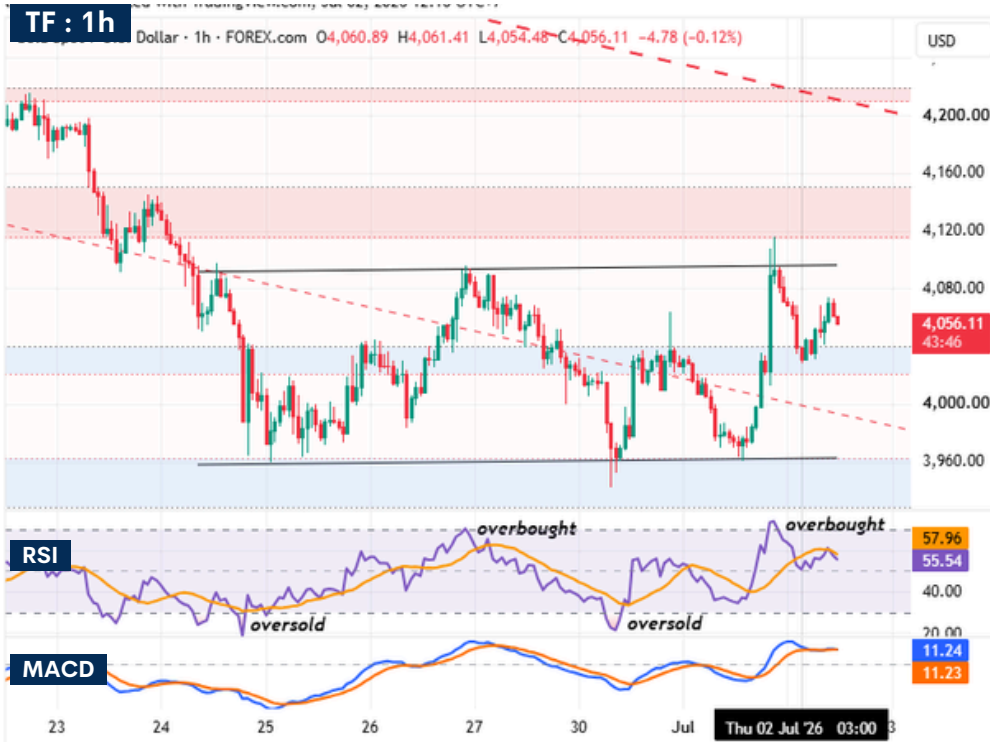 TF : 1h
Dollar · 1h · FOREX.com O4,060.89 H4,061.41 L4,054.48 C4,056.11 −4.78 (−0.12%)
USD
4,200.00
4,160.00
4,120.00
4,080.00
4,056.11
43:46
4,000.00
3,960.00
overbought
overbought
RSI
57.96
55.54
40.00
oversold
oversold
20.00
MACD
11.24
11.23
23
24
25
26
27
30
Jul
Thu 02 Jul '26 03:00
3